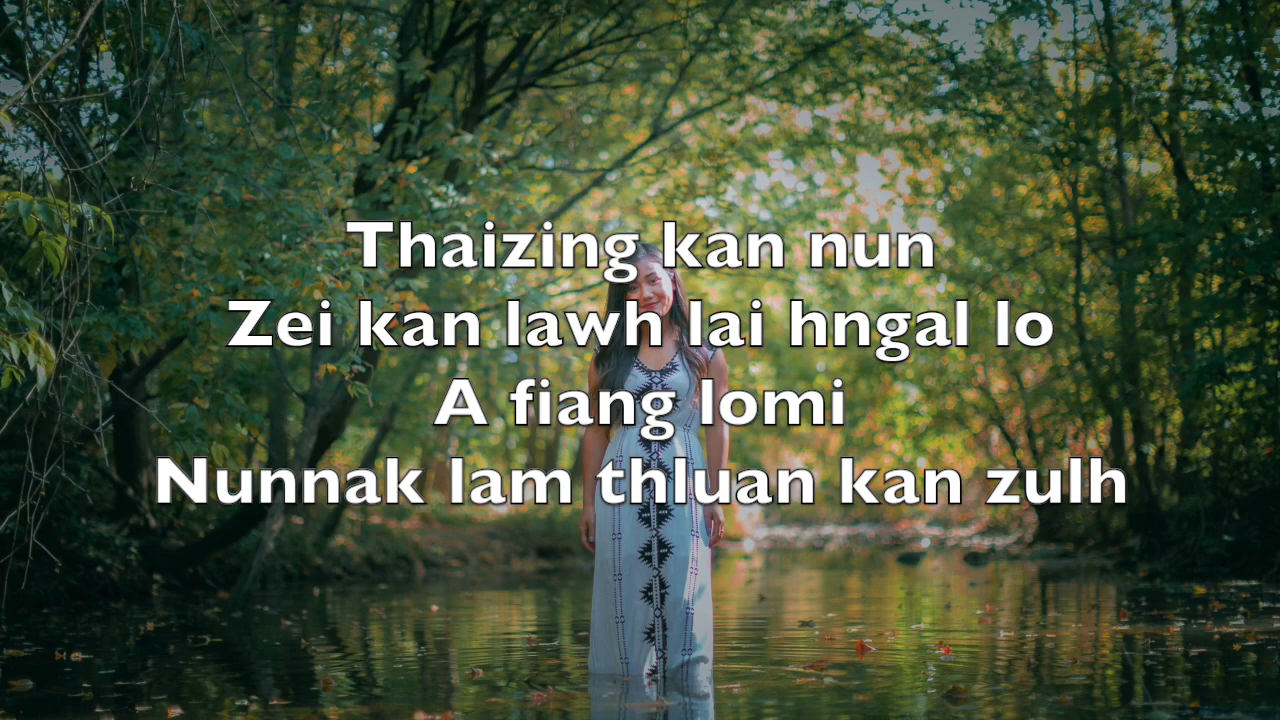 Thaizing kan nun
Zei kan lawh lai hngal lo
A fiang lomi
Nunnak lam thluan kan zulh